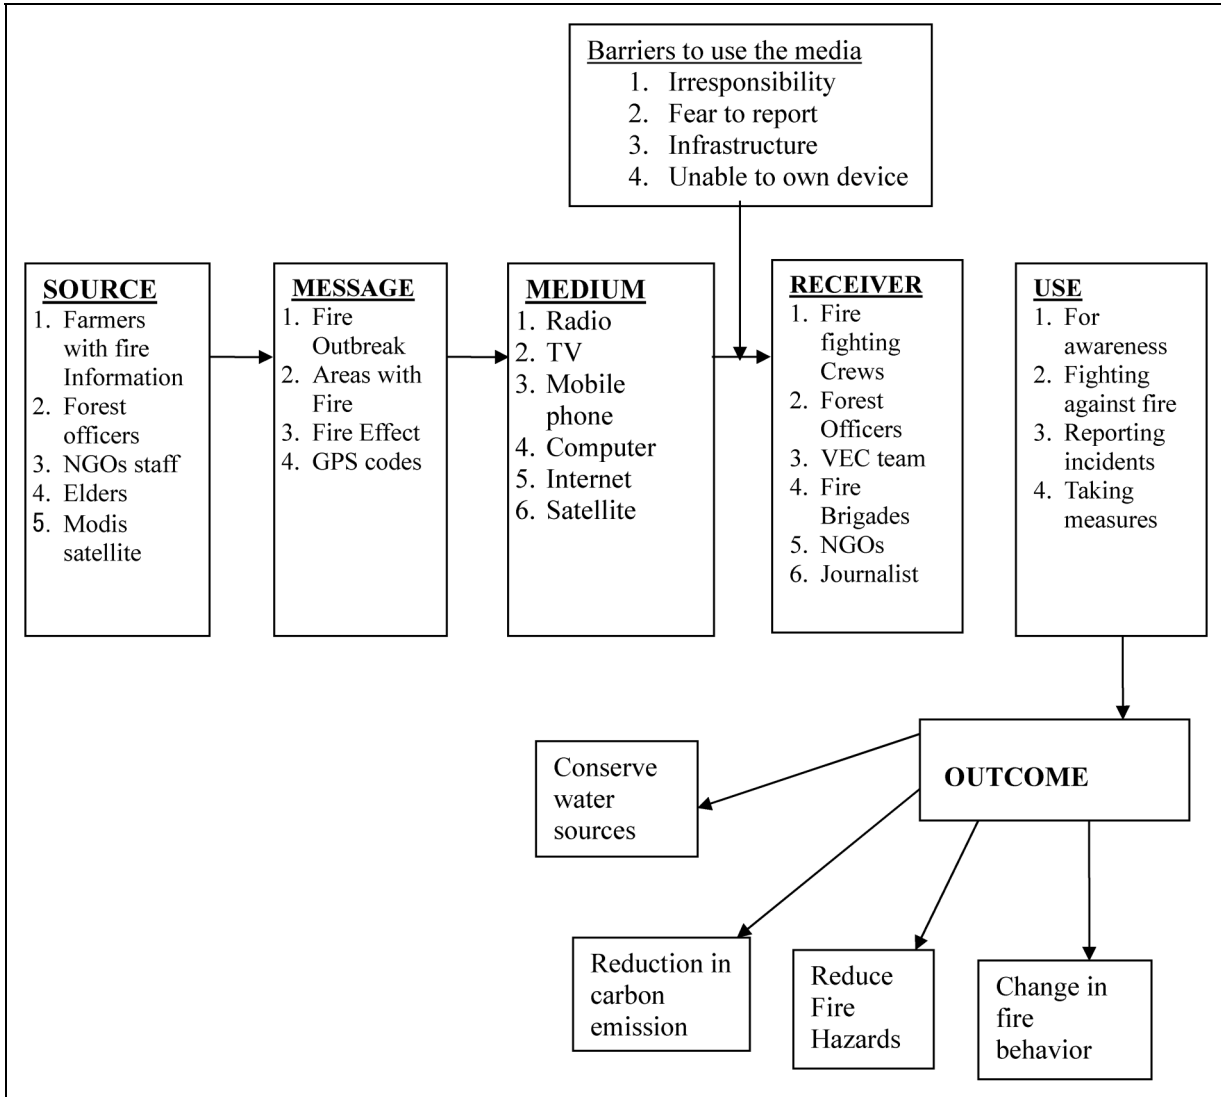 Barriers to use the media
1. Irresponsibility
2. Fear to report
3. Infrastructure
4. Unable to own device
SOURCE
1. Farmers
with fire
Information
2. Forest
officers
3. NGOs staff
4. Elders
5. Modis
satellite
MESSAGE
1. Fire
Outbreak
2. Areas with
Fire
3. Fire Effect
4. GPS codes
MEDIUM
1. Radio
2. TV
3. Mobile
phone
4. Computer
5. Internet
6. Satellite
RECEIVER
1. Fire
fighting
Crews
2. Forest
Officers
3. VEC team
4. Fire
Brigades
5. NGOs
6. Journalist
USE
1. For
awareness
2. Fighting
against fire
3. Reporting
incidents
4. Taking
measures
OUTCOME
Conserve
water
sources
Reduction in
carbon
emission
Reduce
Fire
Hazards
Change in
fire
behavior